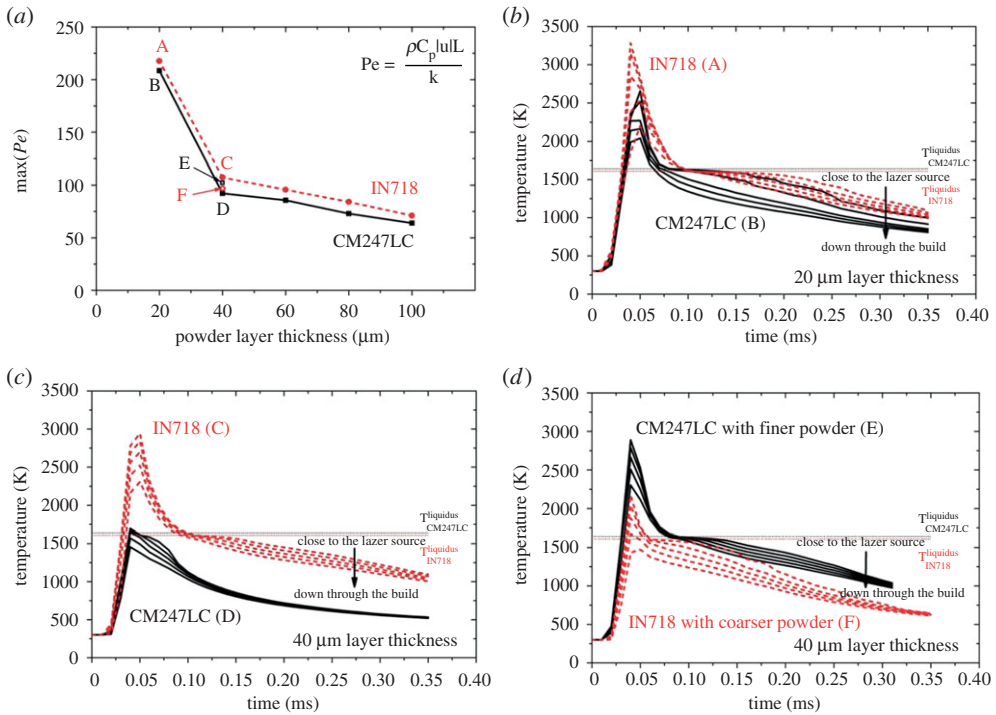 (a)
250
200
150
100
50
0
max(Pe)
A
B
C
D
E
F
Pe = ρCp|u|L / k
IN718
CM247LC
0 20 40 60 80 100
powder layer thickness (μm)
(b)
3500
3000
2500
2000
1500
1000
500
0
temperature (K)
IN718 (A)
T liquidus CM247LC
close to the lazer source
T liquidus IN718
CM247LC (B)
down through the build
20 μm layer thickness
0 0.05 0.10 0.15 0.20 0.25 0.30 0.35 0.40
time (ms)
(c)
3500
3000
2500
2000
1500
1000
500
0
temperature (K)
IN718 (C)
T liquidus CM247LC
close to the lazer source
T liquidus IN718
down through the build
CM247LC (D)
40 μm layer thickness
0 0.05 0.10 0.15 0.20 0.25 0.30 0.35 0.40
time (ms)
(d)
3500
3000
2500
2000
1500
1000
500
0
temperature (K)
CM247LC with finer powder (E)
T liquidus CM247LC
close to the lazer source
T liquidus IN718
down through the build
IN718 with coarser powder (F)
40 μm layer thickness
0 0.05 0.10 0.15 0.20 0.25 0.30 0.35 0.40
time (ms)